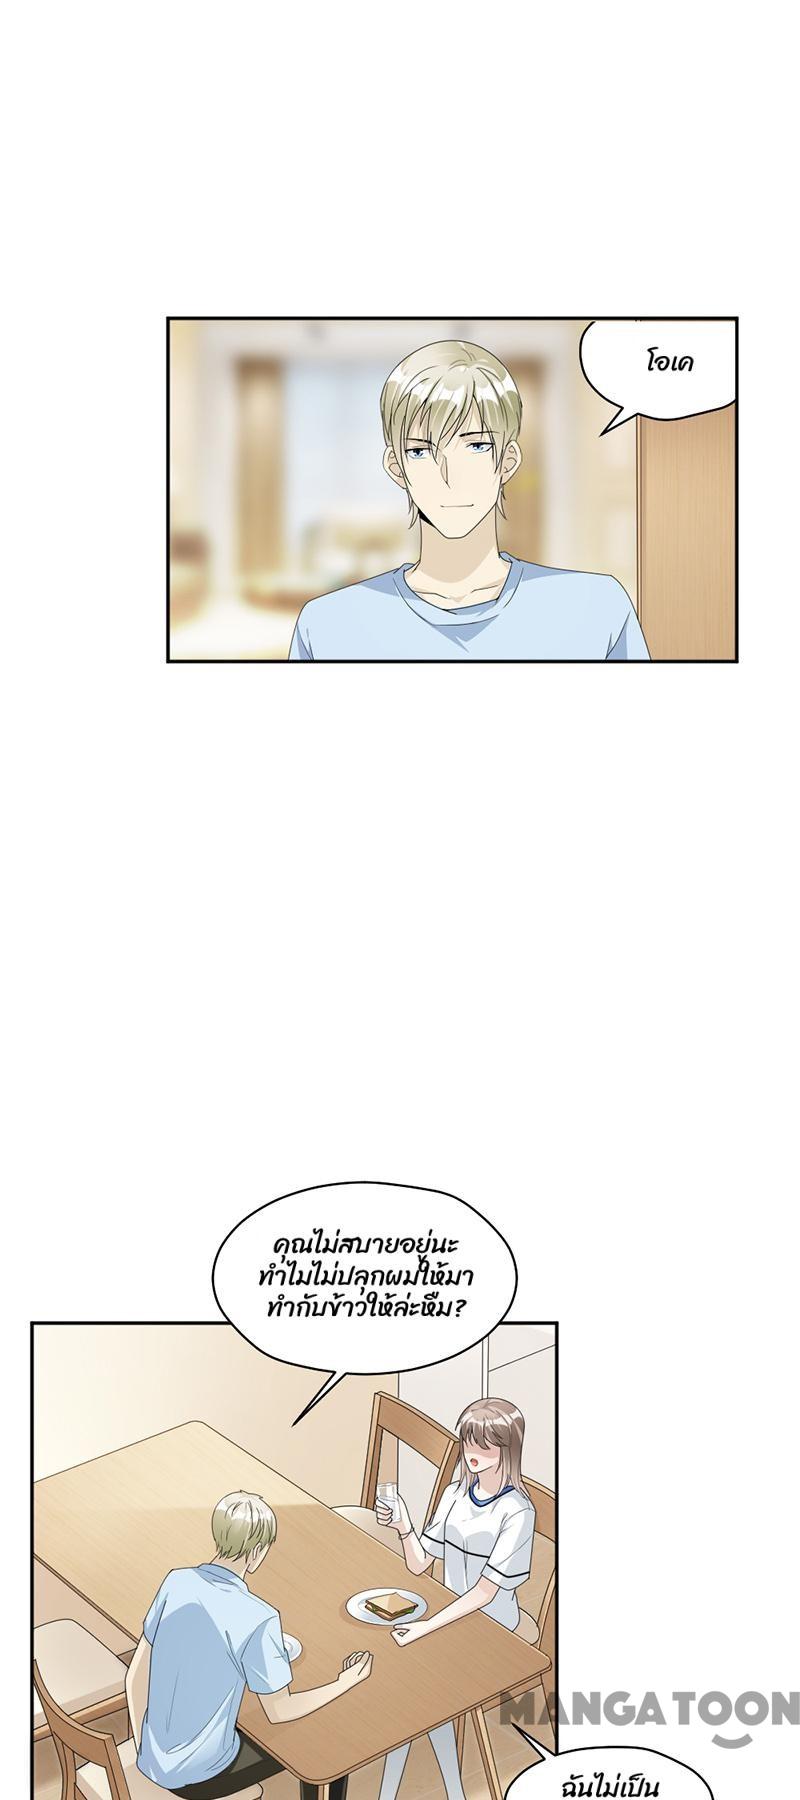 โอเค
คุณไม่สบายอยู่นะ
ทำไมไม่ปลุกผมให้มา
ทำกับข้าวให้ล่ะหืม?
MANGATOON
ฉันไม่เป็น